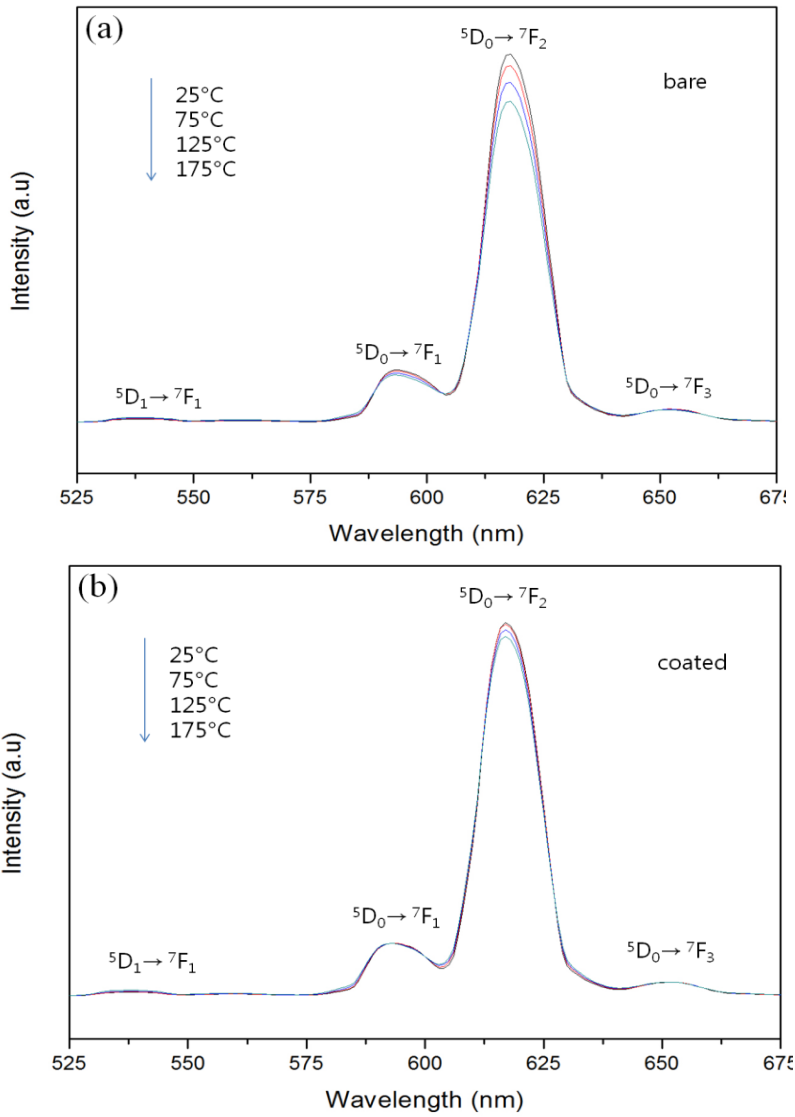 (a)
⁵D₀→ ⁷F₂
bare
25°C
75°C
125°C
175°C
⁵D₀→ ⁷F₁
⁵D₁→ ⁷F₁
⁵D₀→ ⁷F₃
Intensity (a.u)
525 550 575 600 625 650 675
Wavelength (nm)
(b)
⁵D₀→ ⁷F₂
coated
25°C
75°C
125°C
175°C
⁵D₀→ ⁷F₁
⁵D₁→ ⁷F₁
⁵D₀→ ⁷F₃
Intensity (a.u)
525 550 575 600 625 650 675
Wavelength (nm)